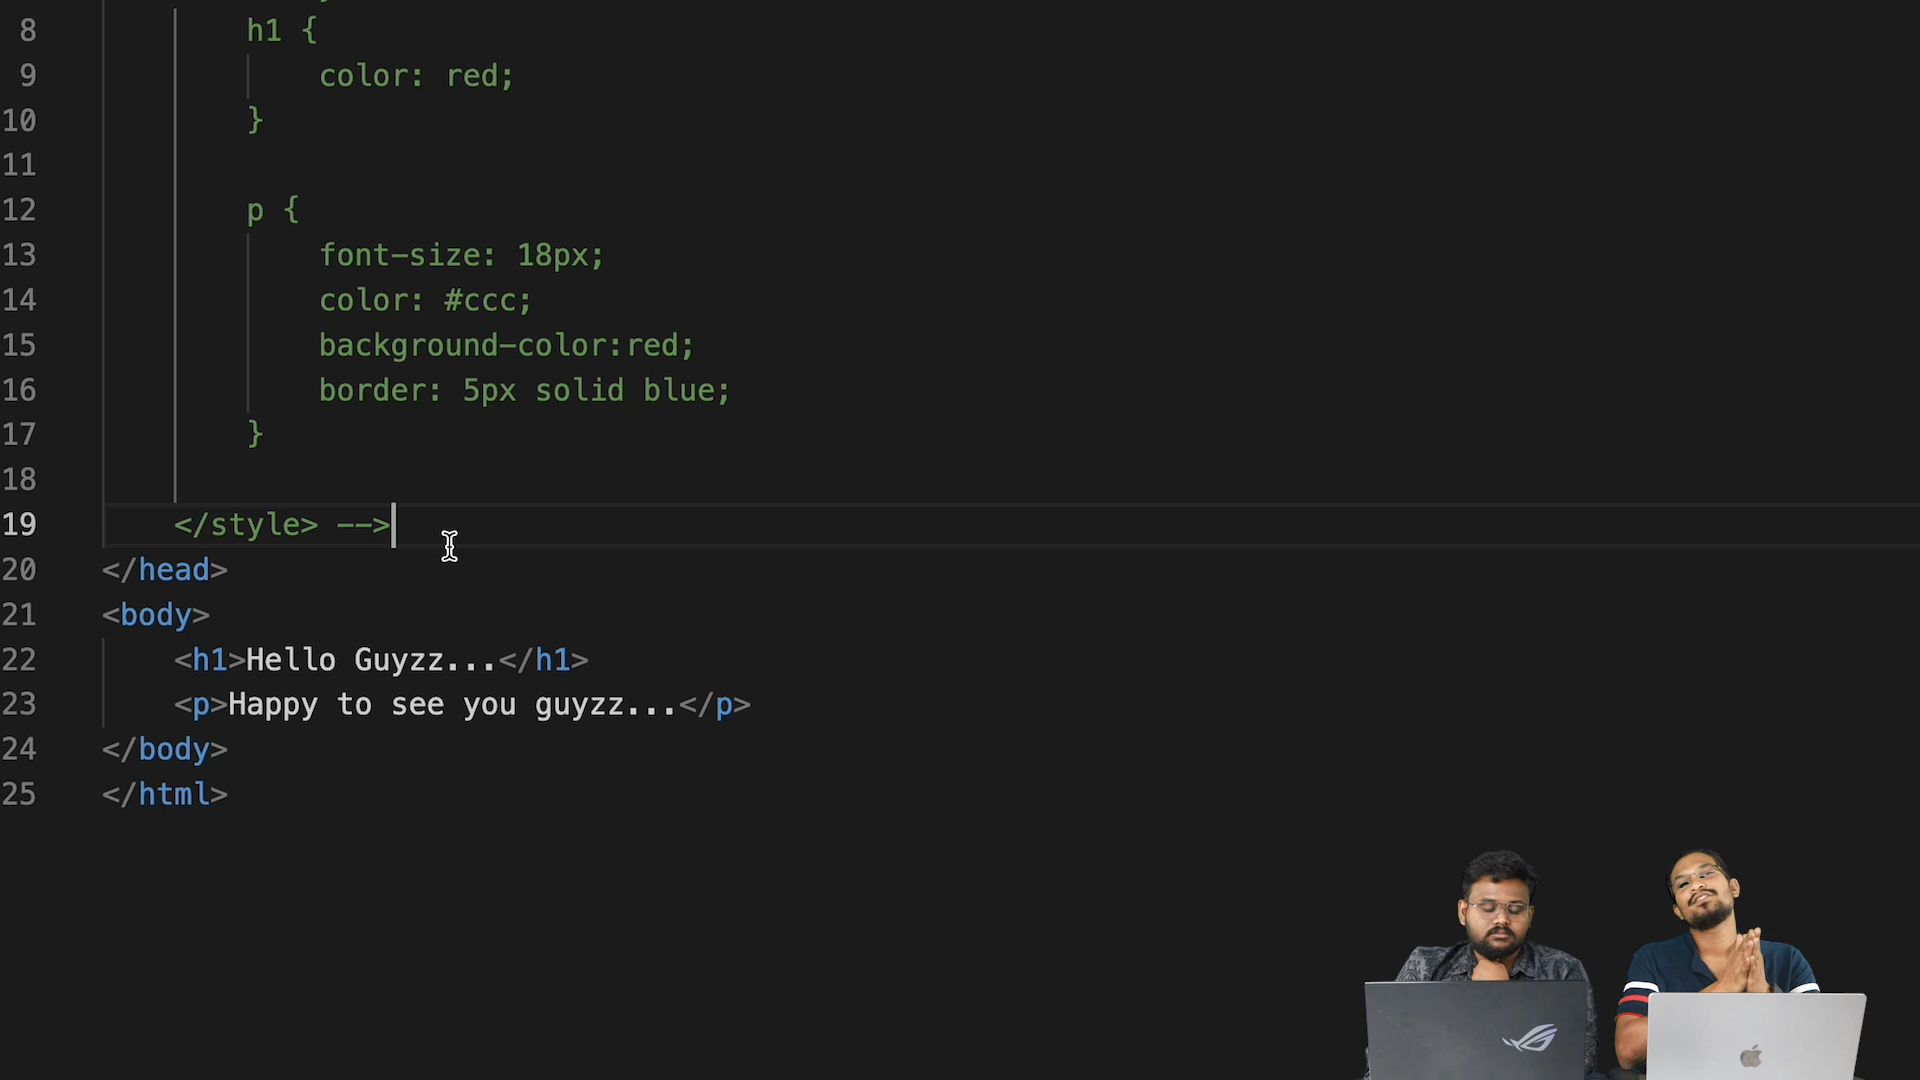 8 h1 {
9 color: red;
10 }
11
12 p {
13 font-size: 18px;
14 color: #ccc;
15 background-color:red;
16 border: 5px solid blue;
17 }
18
19 </style> -->
20 </head>
21 <body>
22 <h1>Hello Guyzz...</h1>
23 <p>Happy to see you guyzz...</p>
24 </body>
25 </html>